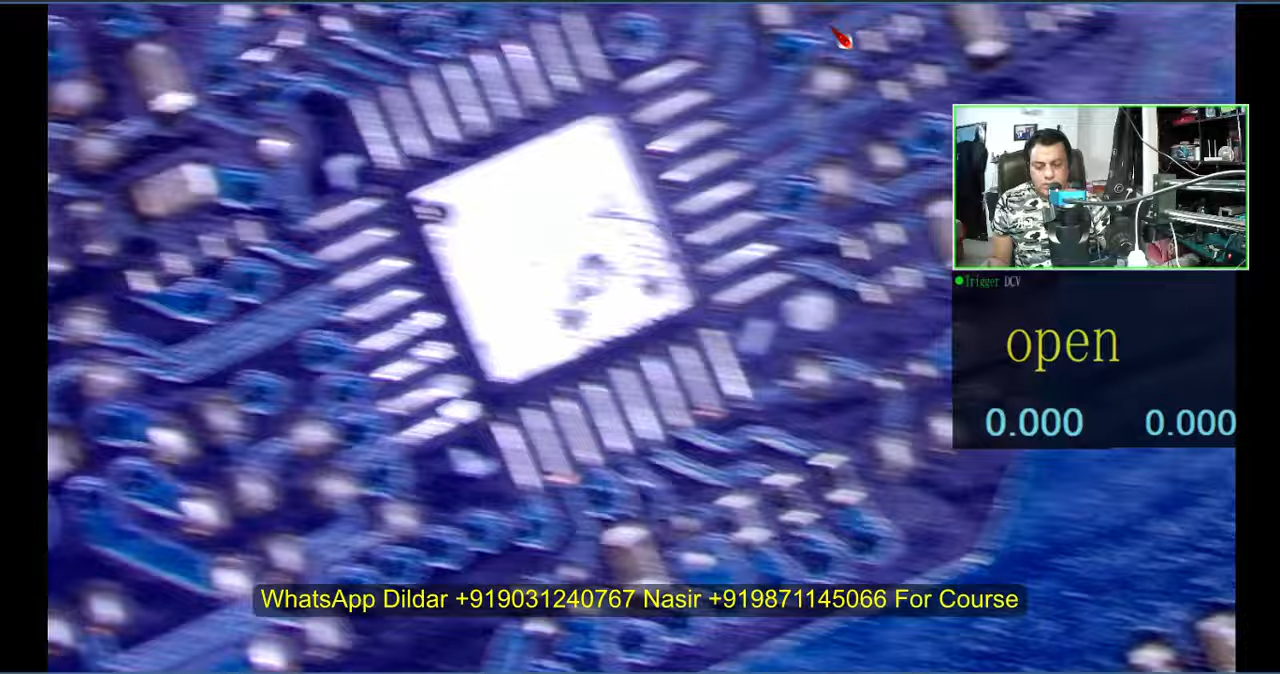 Trigger DCV
open
0.000 0.000
WhatsApp Dildar +919031240767 Nasir +919871145066 For Course